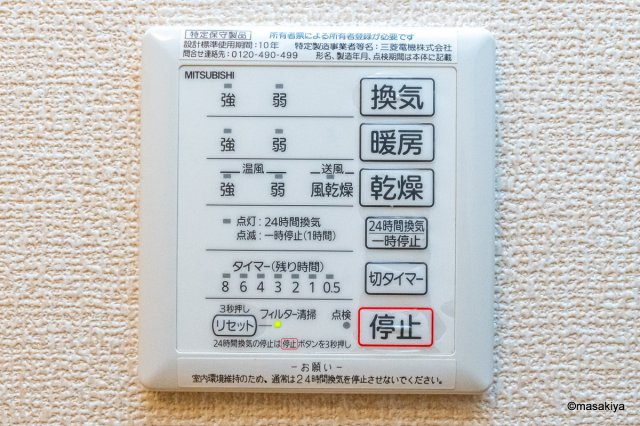 特定保守製品 所有者票による所有者登録が必要です
設計標準使用期間:10年 特定製造事業者等名:三菱電機株式会社
問合せ連絡先:0120-490-499 形名、製造年月、点検期間は本体に記載
MITSUBISHI
強 弱 換気
強 弱 暖房
温風 送風
強 弱 風乾燥 乾燥
点灯:24時間換気
点滅:一時停止(1時間)
24時間換気
一時停止
タイマー(残り時間)
8 6 4 3 2 1 0.5
切タイマー
3秒押し
リセット フィルター清掃 点検
停止
24時間換気の停止は停止ボタンを3秒押し
-お願い-
室内環境維持のため、通常は24時間換気を停止させないでください。
©masakiya